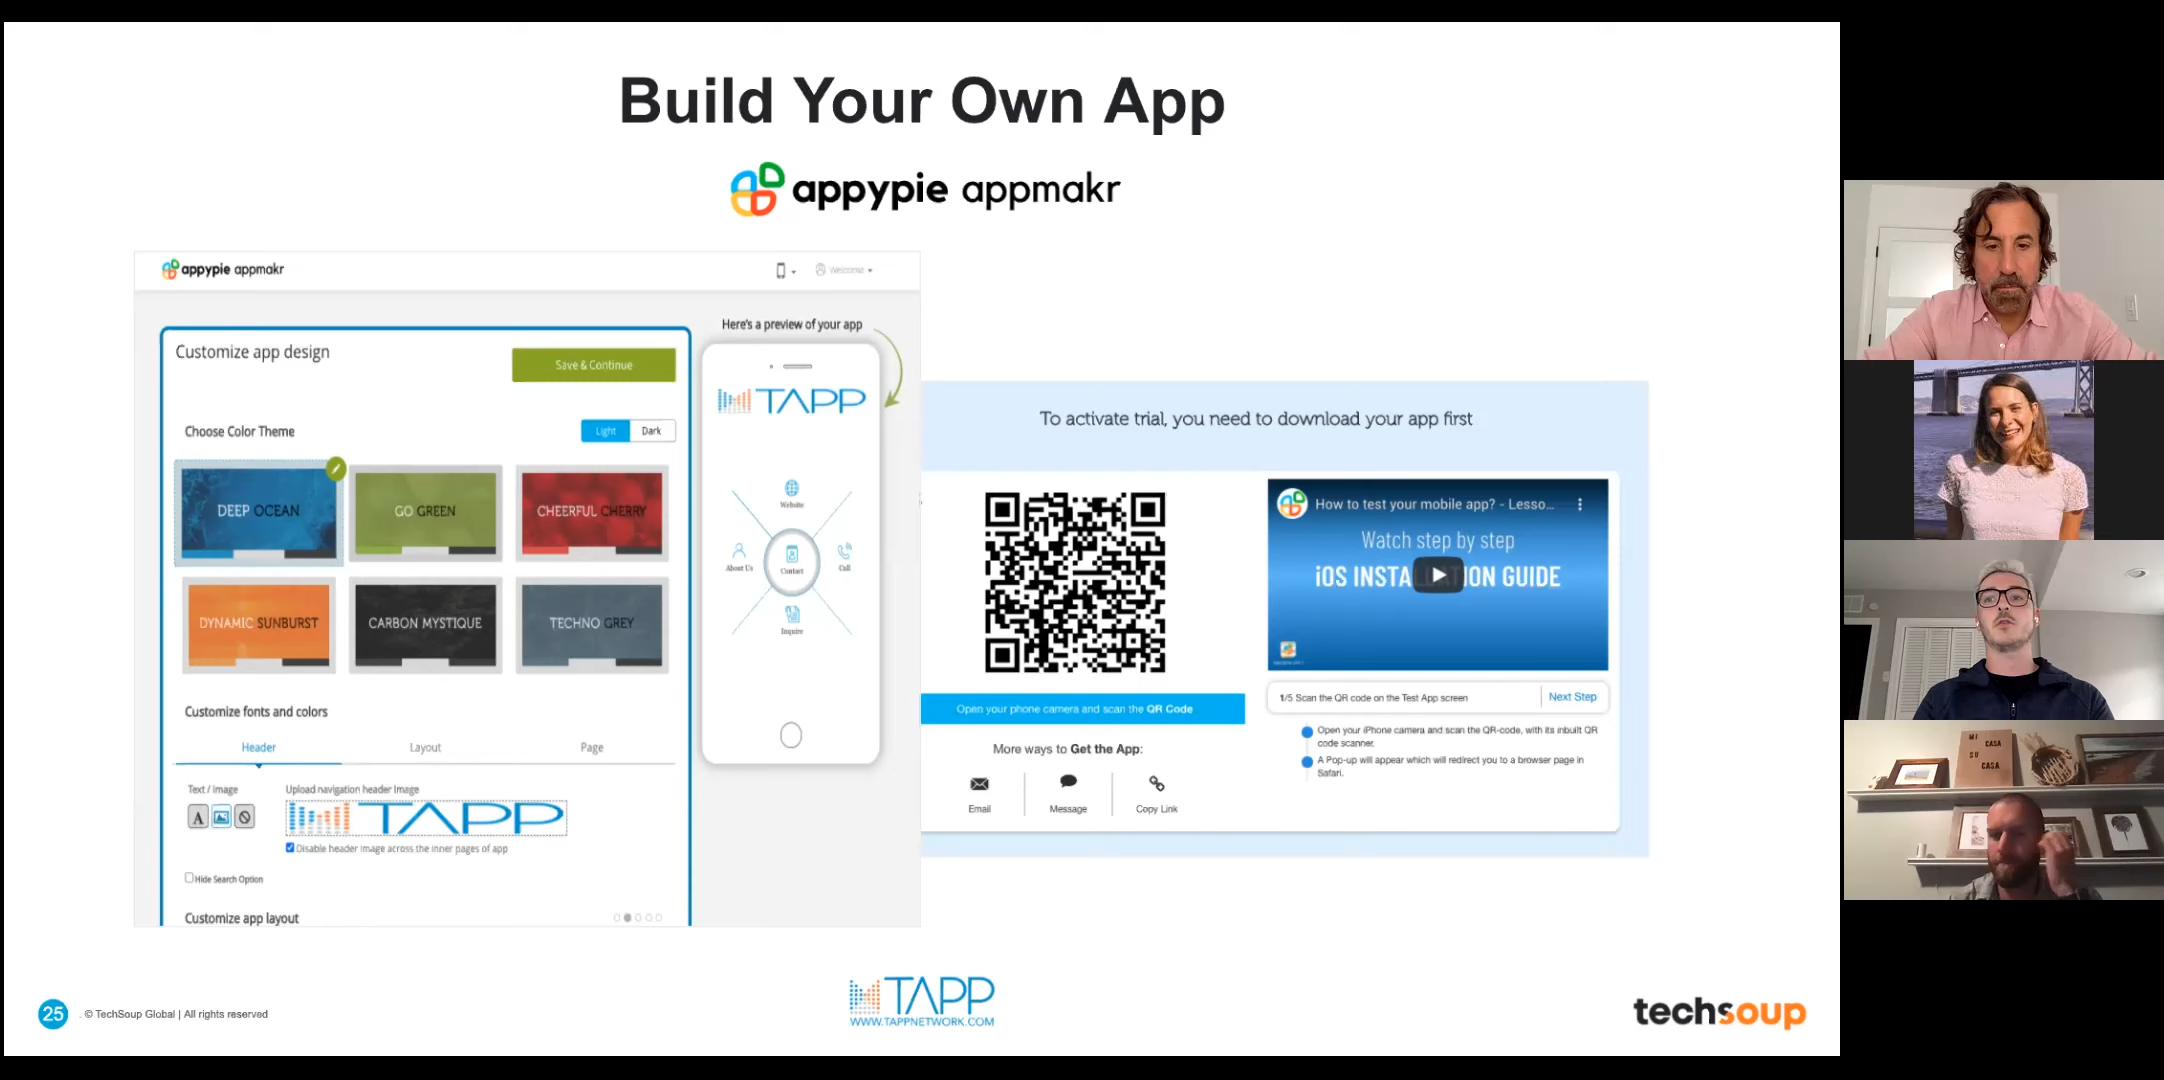 Build Your Own App
appypie appmakr
appypie appmakr
Welcome
Customize app design
Save & Continue
Choose Color Theme
Light
Dark
DEEP OCEAN
GO GREEN
CHEERFUL CHERRY
DYNAMIC SUNBURST
CARBON MYSTIQUE
TECHNO GREY
Customize fonts and colors
Header
Layout
Page
Text / Image
Upload navigation header Image
A
TAPP
Disable header image across the inner pages of app
Hide Search Option
Customize app layout
Here's a preview of your app
TAPP
Website
About Us
Contact
Call
Inquire
To activate trial, you need to download your app first
Open your phone camera and scan the QR Code
More ways to Get the App:
Email
Message
Copy Link
How to test your mobile app? - Lesso...
Watch step by step
iOS INSTA ION GUIDE
1/5 Scan the QR code on the Test App screen
Next Step
Open your iPhone camera and scan the QR-code, with its inbuilt QR
code scanner.
A Pop-up will appear which will redirect you to a browser page in
Safari.
MI
CASA
SU
CASA
25
. © TechSoup Global | All rights reserved
TAPP
WWW.TAPPNETWORK.COM
techsoup